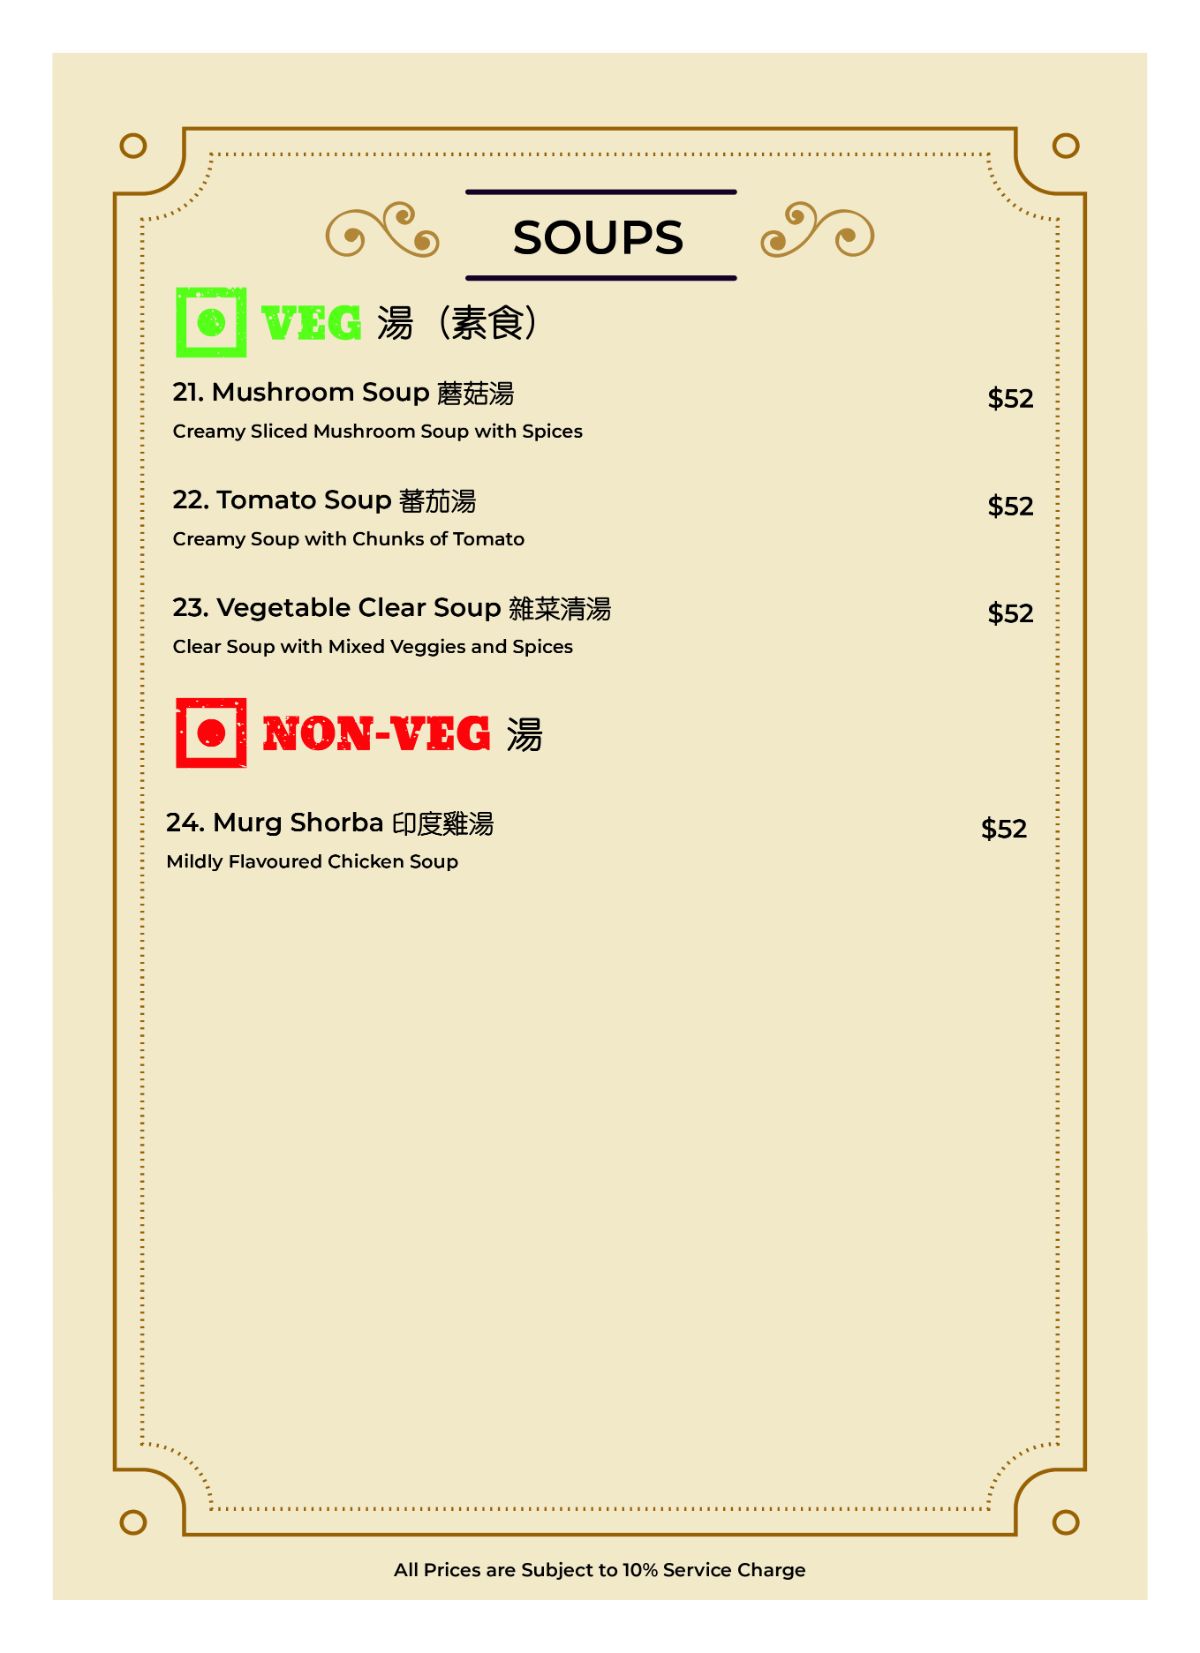 SOUPS
VEG 湯（素食）
21. Mushroom Soup 蘑菇湯
$52
Creamy Sliced Mushroom Soup with Spices
22. Tomato Soup 蕃茄湯
$52
Creamy Soup with Chunks of Tomato
23. Vegetable Clear Soup 雜菜清湯
$52
Clear Soup with Mixed Veggies and Spices
NON-VEG 湯
24. Murg Shorba 印度雞湯
$52
Mildly Flavoured Chicken Soup
All Prices are Subject to 10% Service Charge